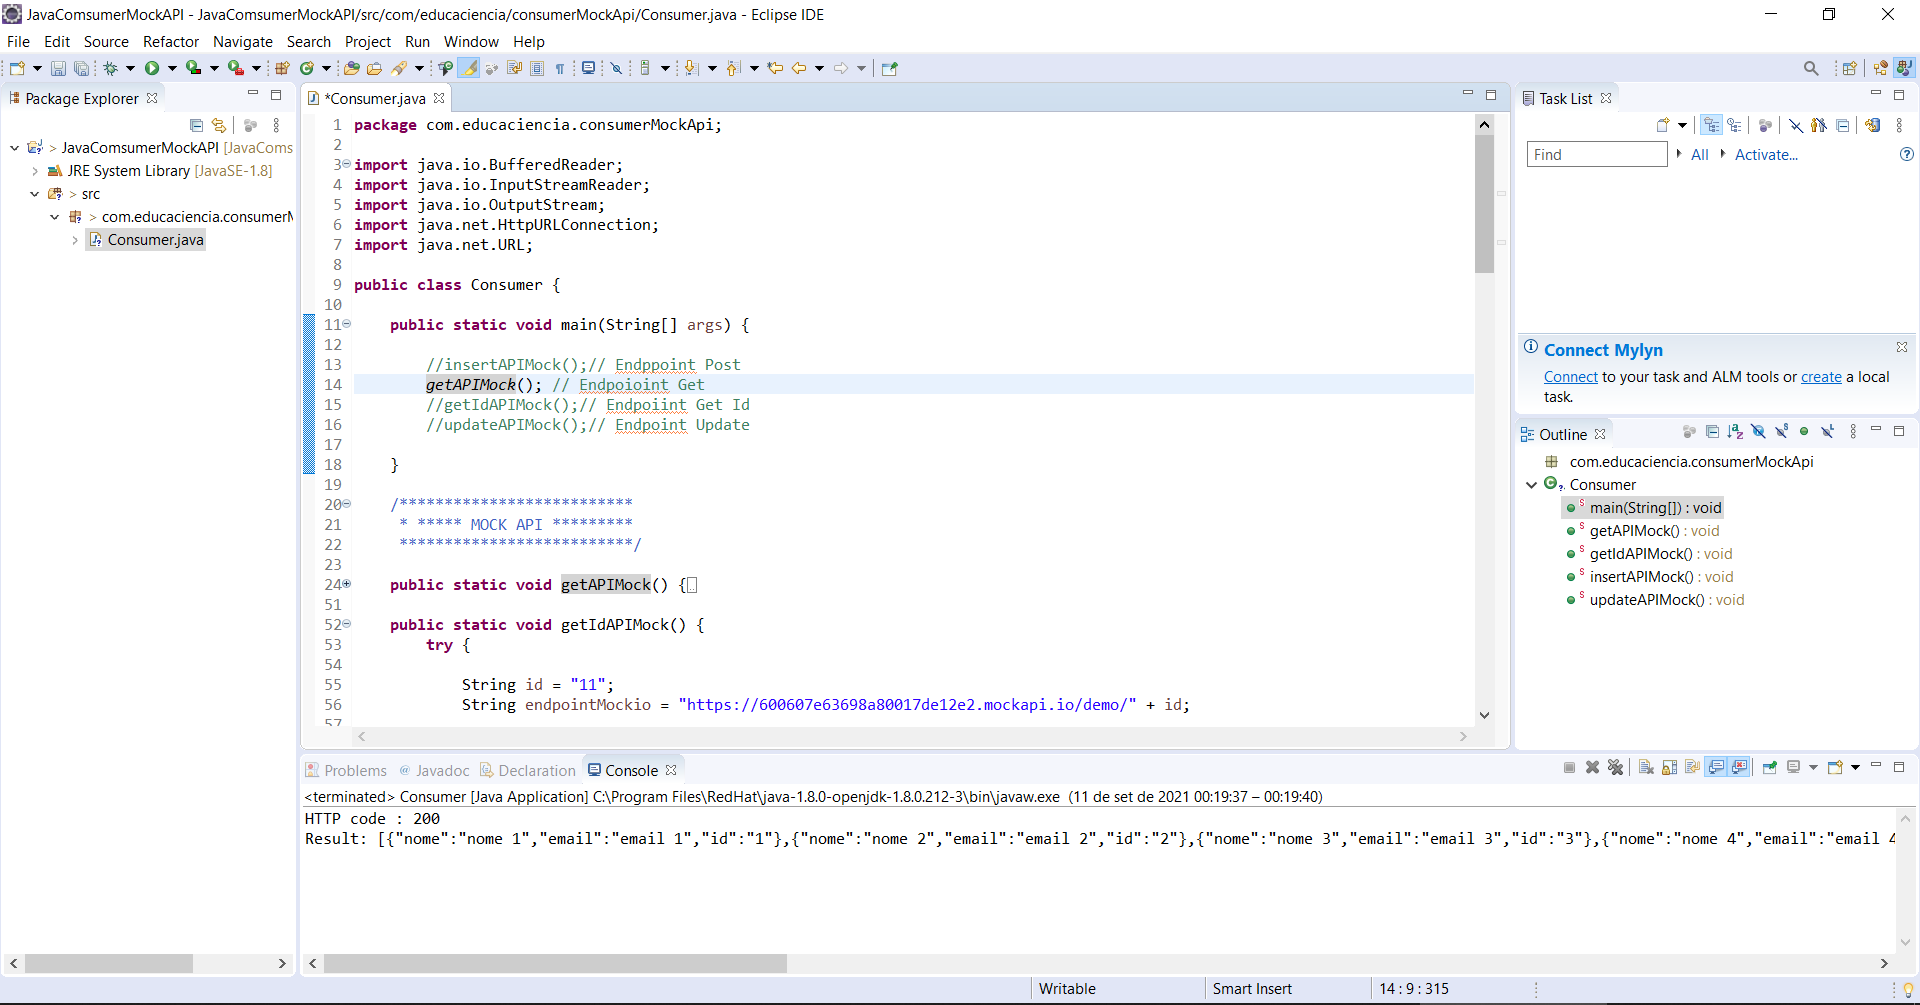 JavaComsumerMockAPI - JavaComsumerMockAPI/src/com/educaciencia/consumerMockApi/Consumer.java - Eclipse IDE
File Edit Source Refactor Navigate Search Project Run Window Help
Package Explorer
> JavaComsumerMockAPI [JavaComs
JRE System Library [JavaSE-1.8]
> src
> com.educaciencia.consumerM
Consumer.java
*Consumer.java
1 package com.educaciencia.consumerMockApi;
2
3 import java.io.BufferedReader;
4 import java.io.InputStreamReader;
5 import java.io.OutputStream;
6 import java.net.HttpURLConnection;
7 import java.net.URL;
8
9 public class Consumer {
10
11 public static void main(String[] args) {
12
13 //insertAPIMock();// Endppoint Post
14 getAPIMock(); // Endpoioint Get
15 //getIdAPIMock();// Endpoiint Get Id
16 //updateAPIMock();// Endpoint Update
17
18 }
19
20 /**************************
21 * ***** MOCK API *********
22 **************************/
23
24 public static void getAPIMock() {
51
52 public static void getIdAPIMock() {
53 try {
54
55 String id = "11";
56 String endpointMockio = "https://600607e63698a80017de12e2.mockapi.io/demo/" + id;
57
Task List
Find All Activate...
Connect Mylyn
Connect to your task and ALM tools or create a local
task.
Outline
com.educaciencia.consumerMockApi
Consumer
main(String[]) : void
getAPIMock() : void
getIdAPIMock() : void
insertAPIMock() : void
updateAPIMock() : void
Problems Javadoc Declaration Console
<terminated> Consumer [Java Application] C:\Program Files\RedHat\java-1.8.0-openjdk-1.8.0.212-3\bin\javaw.exe (11 de set de 2021 00:19:37 – 00:19:40)
HTTP code : 200
Result: [{"nome":"nome 1","email":"email 1","id":"1"},{"nome":"nome 2","email":"email 2","id":"2"},{"nome":"nome 3","email":"email 3","id":"3"},{"nome":"nome 4","email":"email 4
Writable Smart Insert 14 : 9 : 315